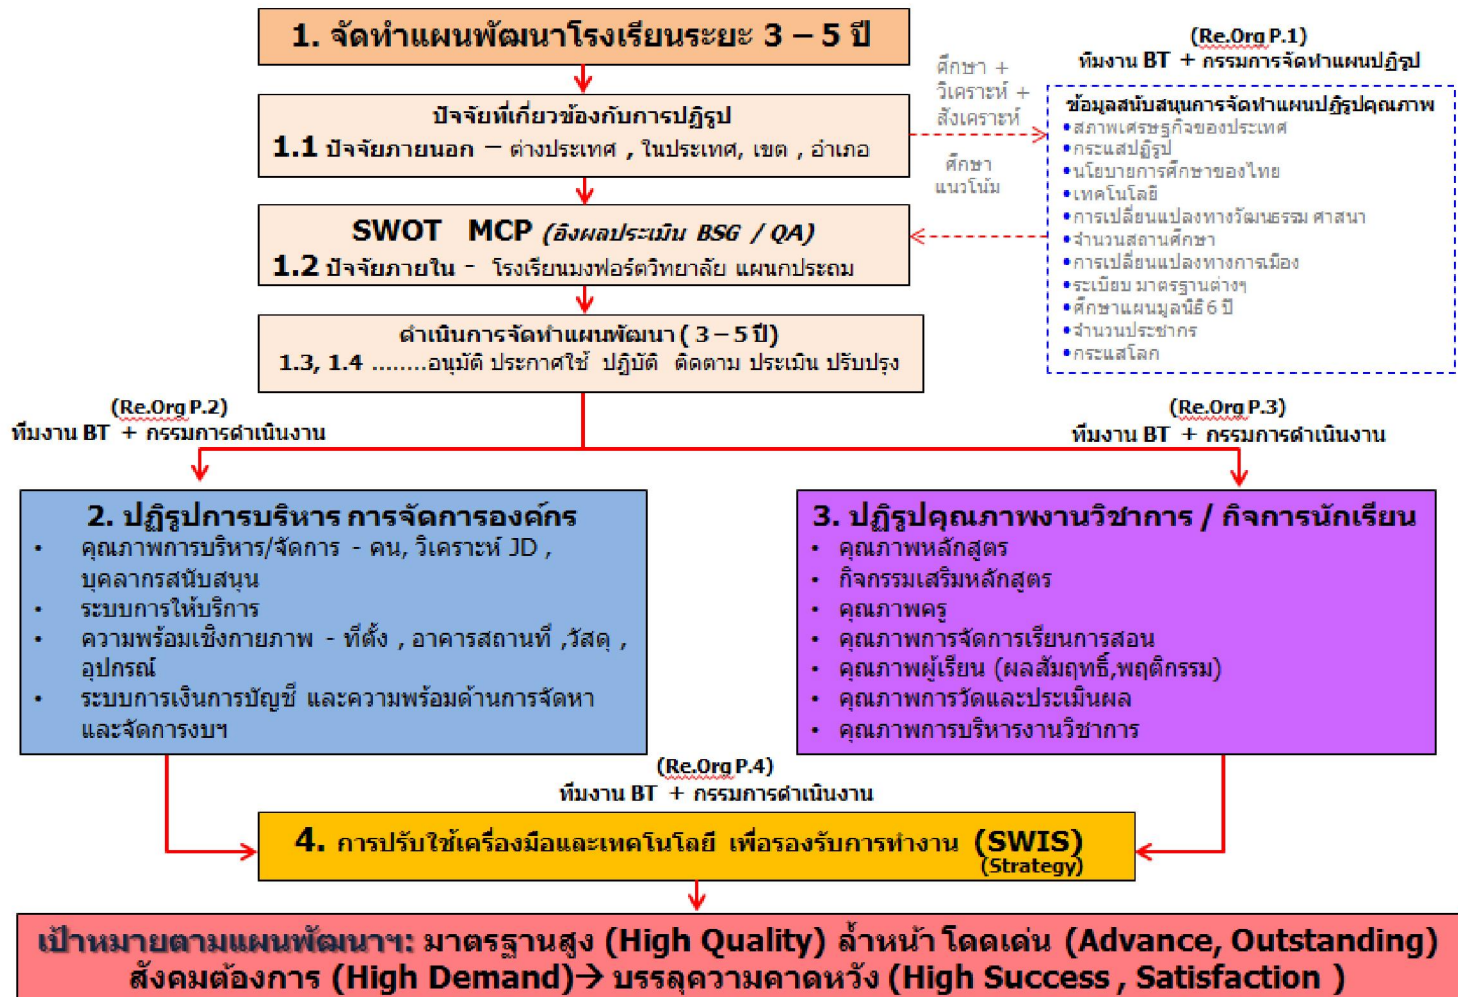 1. จัดทำแผนพัฒนาโรงเรียนระยะ 3 – 5 ปี
(Re.Org P.1)
ทีมงาน BT + กรรมการจัดทำแผนปฏิรูป
ศึกษา +
วิเคราะห์ +
สังเคราะห์
ศึกษา
แนวโน้ม
ปัจจัยที่เกี่ยวข้องกับการปฏิรูป
1.1 ปัจจัยภายนอก – ต่างประเทศ , ในประเทศ, เขต , อำเภอ
ข้อมูลสนับสนุนการจัดทำแผนปฏิรูปคุณภาพ
•สภาพเศรษฐกิจของประเทศ
•กระแสปฏิรูป
•นโยบายการศึกษาของไทย
•เทคโนโลยี
•การเปลี่ยนแปลงทางวัฒนธรรม ศาสนา
•จำนวนสถานศึกษา
•การเปลี่ยนแปลงทางการเมือง
•ระเบียบ มาตรฐานต่างๆ
•ศึกษาแผนมูลนิธิ 6 ปี
•จำนวนประชากร
•กระแสโลก
SWOT MCP (อิงผลประเมิน BSG / QA)
1.2 ปัจจัยภายใน - โรงเรียนมงฟอร์ตวิทยาลัย แผนกประถม
ดำเนินการจัดทำแผนพัฒนา ( 3 – 5 ปี)
1.3, 1.4 ........อนุมัติ ประกาศใช้ ปฏิบัติ ติดตาม ประเมิน ปรับปรุง
(Re.Org P.2)
ทีมงาน BT + กรรมการดำเนินงาน
(Re.Org P.3)
ทีมงาน BT + กรรมการดำเนินงาน
2. ปฏิรูปการบริหาร การจัดการองค์กร
• คุณภาพการบริหาร/จัดการ - คน, วิเคราะห์ JD ,
บุคลากรสนับสนุน
• ระบบการให้บริการ
• ความพร้อมเชิงกายภาพ - ที่ตั้ง , อาคารสถานที่ ,วัสดุ ,
อุปกรณ์
• ระบบการเงินการบัญชี และความพร้อมด้านการจัดหา
และจัดการงบฯ
3. ปฏิรูปคุณภาพงานวิชาการ / กิจการนักเรียน
• คุณภาพหลักสูตร
• กิจกรรมเสริมหลักสูตร
• คุณภาพครู
• คุณภาพการจัดการเรียนการสอน
• คุณภาพผู้เรียน (ผลสัมฤทธิ์,พฤติกรรม)
• คุณภาพการวัดและประเมินผล
• คุณภาพการบริหารงานวิชาการ
(Re.Org P.4)
ทีมงาน BT + กรรมการดำเนินงาน
4. การปรับใช้เครื่องมือและเทคโนโลยี เพื่อรองรับการทำงาน (SWIS)
(Strategy)
เป้าหมายตามแผนพัฒนาฯ: มาตรฐานสูง (High Quality) ล้ำหน้า โดดเด่น (Advance, Outstanding)
สังคมต้องการ (High Demand)→ บรรลุความคาดหวัง (High Success , Satisfaction )